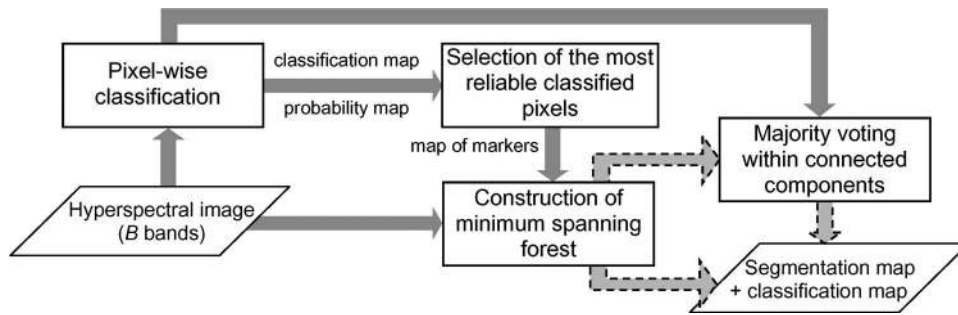 Pixel-wise
classification
classification map
probability map
Selection of the most
reliable classified
pixels
map of markers
Majority voting
within connected
components
Hyperspectral image
(B bands)
Construction of
minimum spanning
forest
Segmentation map
+ classification map